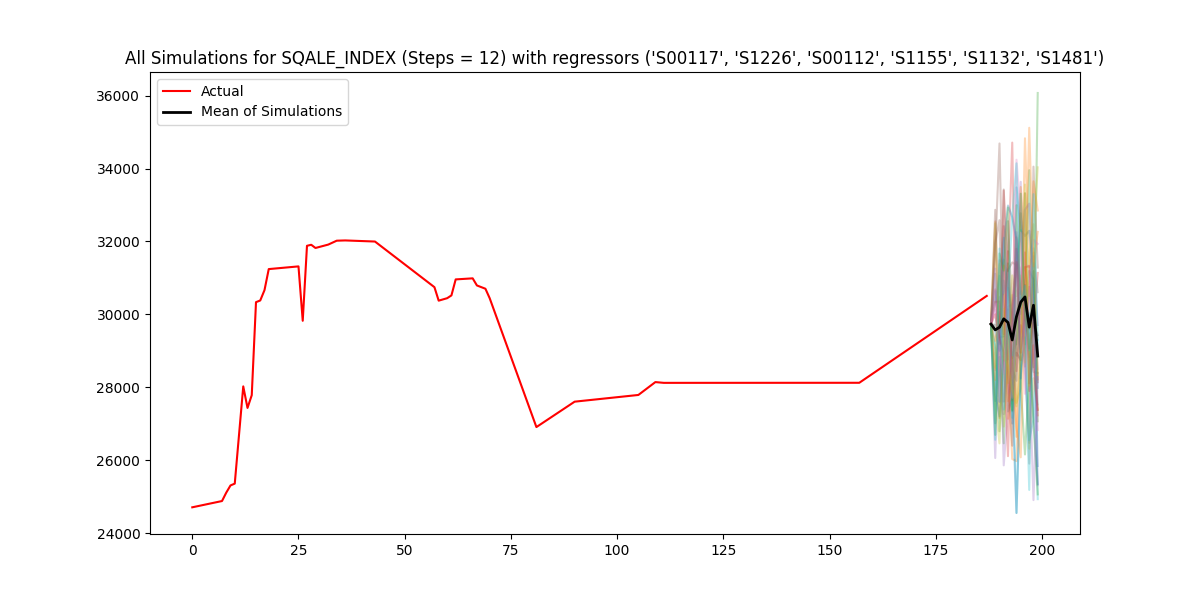 All Simulations for SQALE_INDEX (Steps = 12) with regressors ('S00117', 'S1226', 'S00112', 'S1155', 'S1132', 'S1481')
Actual
Mean of Simulations
36000
34000
32000
30000
28000
26000
24000
0 25 50 75 100 125 150 175 200